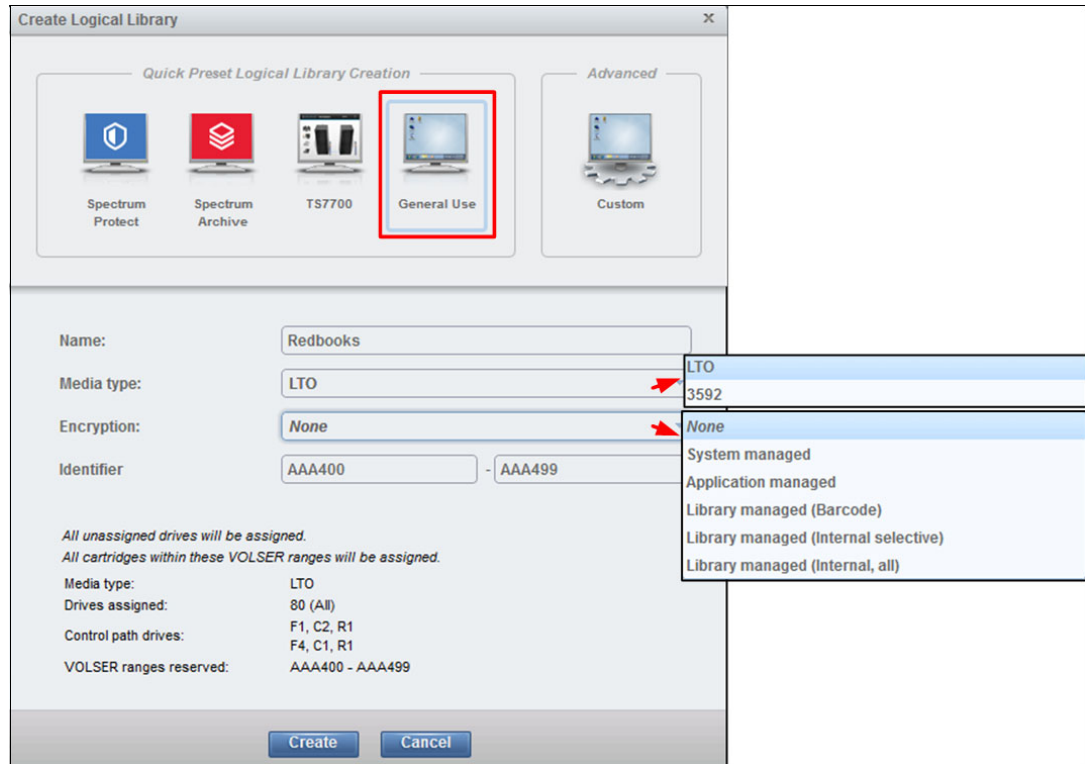 Create Logical Library x
Quick Preset Logical Library Creation
Advanced
Spectrum
Protect
Spectrum
Archive
TS7700
General Use
Custom
Name:
Redbooks
Media type:
LTO
LTO
3592
Encryption:
None
None
System managed
Application managed
Library managed (Barcode)
Library managed (Internal selective)
Library managed (Internal, all)
Identifier
AAA400 - AAA499
All unassigned drives will be assigned.
All cartridges within these VOLSER ranges will be assigned.
Media type: LTO
Drives assigned: 80 (All)
Control path drives: F1, C2, R1
F4, C1, R1
VOLSER ranges reserved: AAA400 - AAA499
Create
Cancel